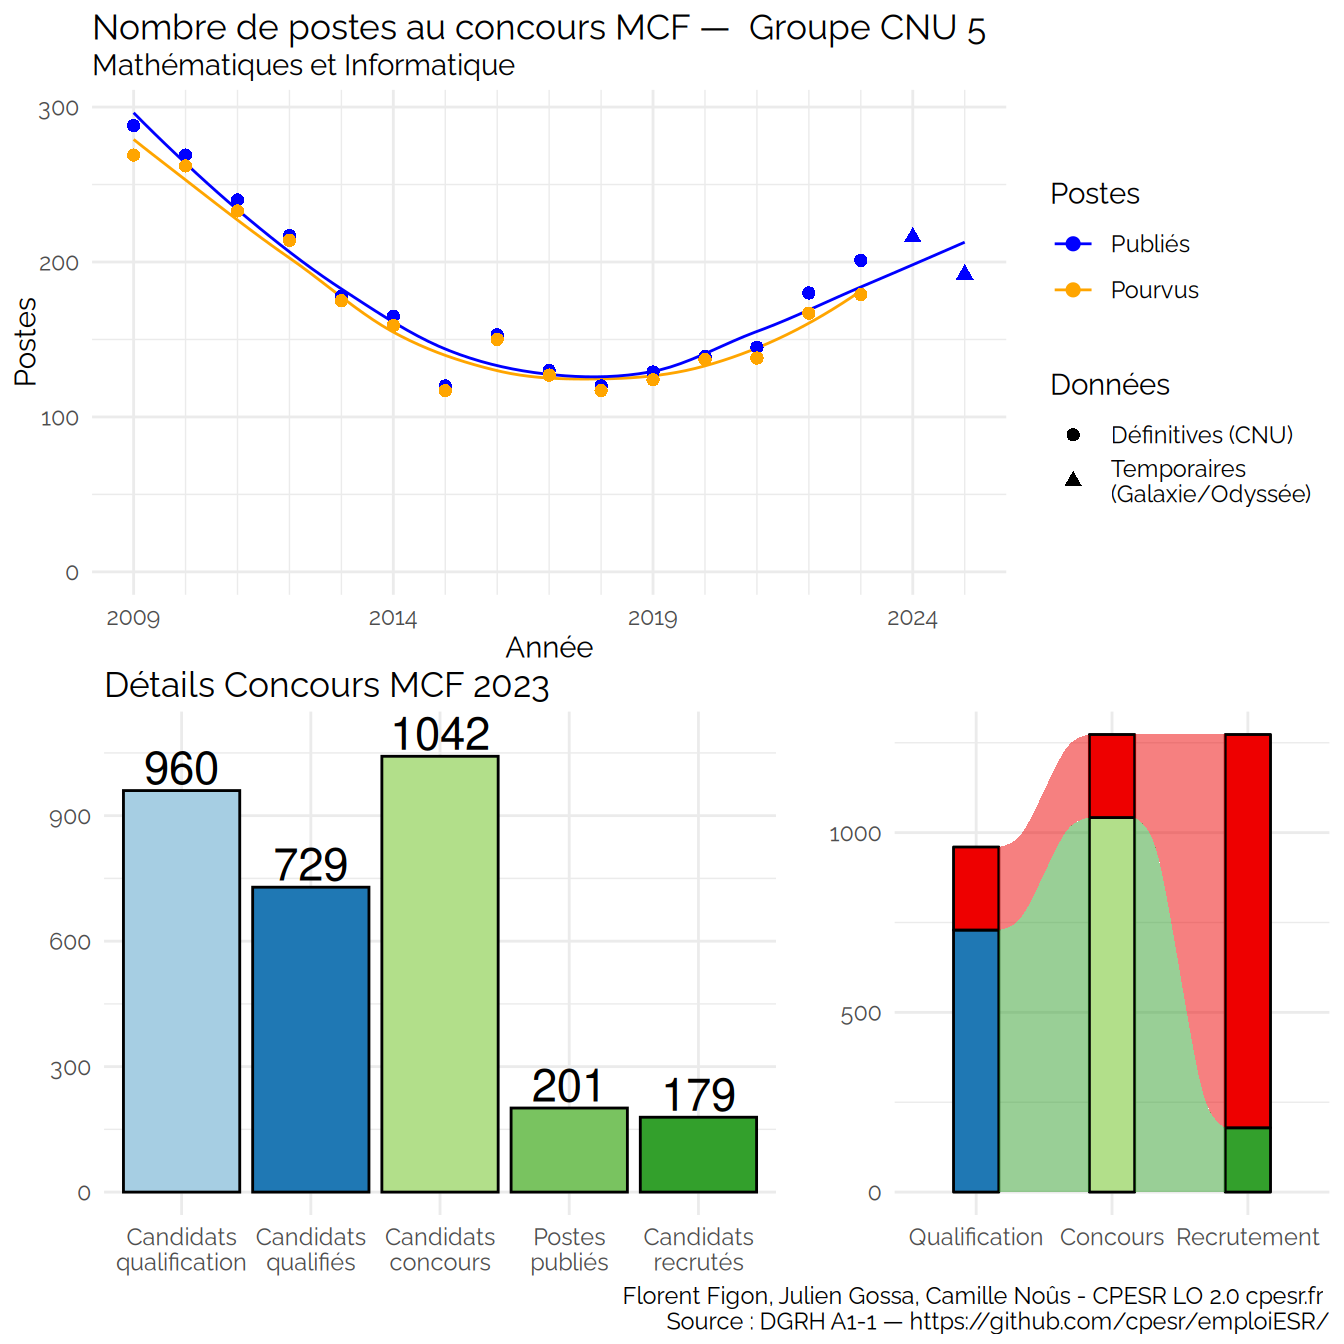 Nombre de postes au concours MCF — Groupe CNU 5
Mathématiques et Informatique
300
200
100
0
Postes
2009 2014 2019 2024
Année
Postes
Publiés
Pourvus
Données
Définitives (CNU)
Temporaires
(Galaxie/Odyssée)
Détails Concours MCF 2023
900
600
300
0
960
729
1042
201
179
Candidats qualification
Candidats qualifiés
Candidats concours
Postes publiés
Candidats recrutés
1000
500
0
Qualification Concours Recrutement
Florent Figon, Julien Gossa, Camille Noûs - CPESR LO 2.0 cpesr.fr
Source : DGRH A1-1 — https://github.com/cpesr/emploiESR/